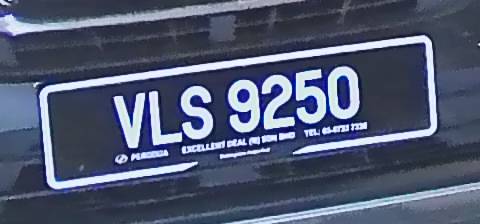 VLS 9250
PERODUA EXCELLENT DEAL (M) SDN BHD TEL: